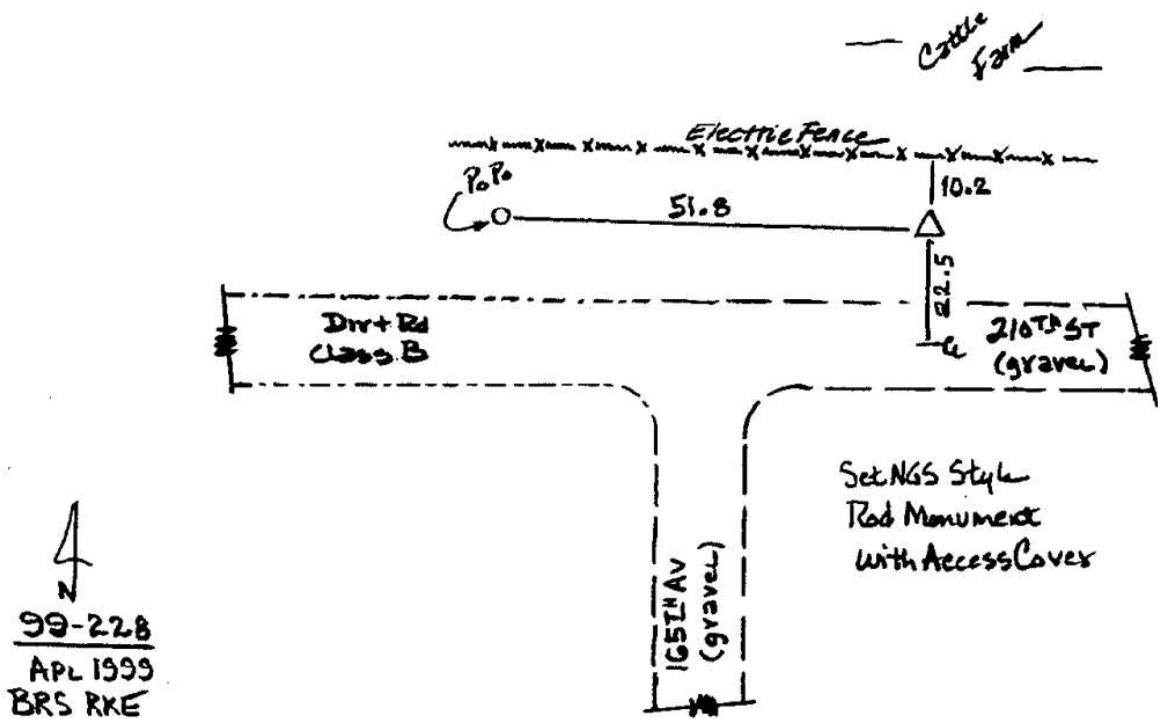 Cattle
Farm
Electric Fence
10.2
PoPo
51.8
22.5
Dirt Rd
Class B
210TH ST
(gravel)
165TH AV
(gravel)
Set NGS Style
Rod Monument
with Access Cover
N
99-228
APL 1999
BRS RKE